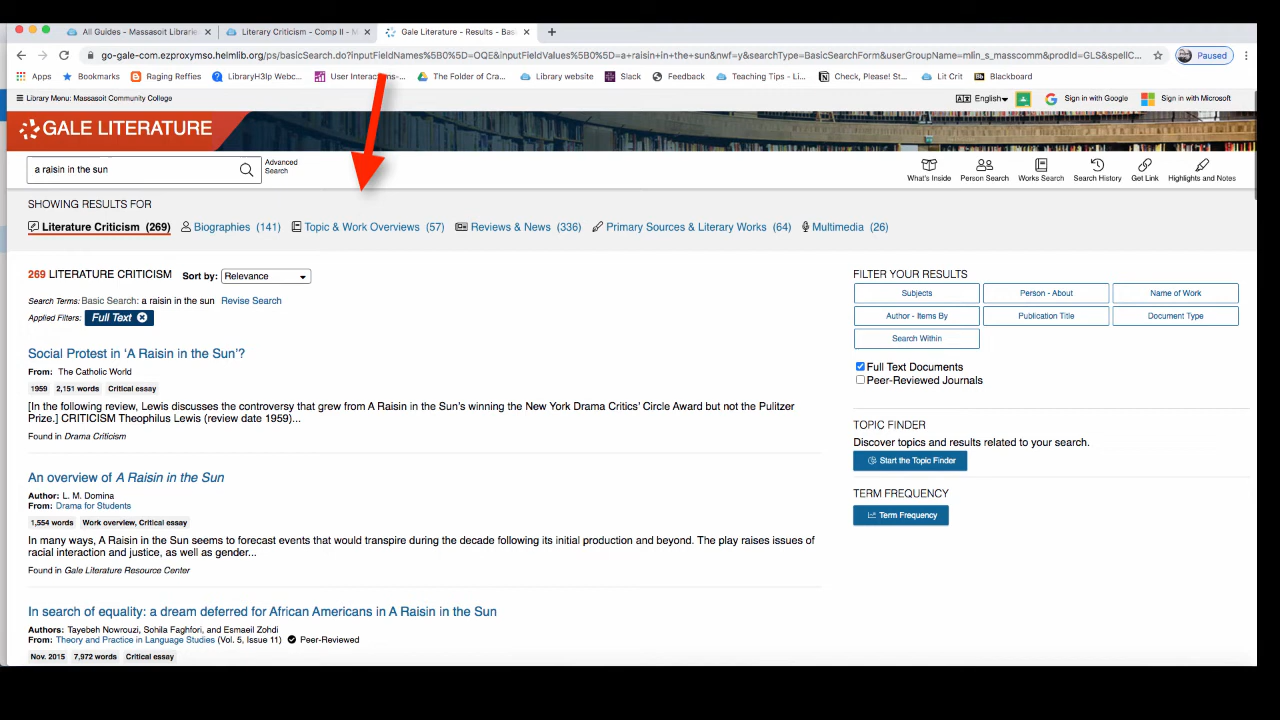 All Guides - Massasoit Librarie
Literary Criticism - Comp II - M
Gale Literature - Results - Bas
go-gale-com.ezproxymso.helmlib.org/ps/basicSearch.do?inputFieldNames%5B0%5D=OQE&inputFieldValues%5B0%5D=a+raisin+in+the+sun&nwf=y&searchType=BasicSearchForm&userGroupName=mlin_s_masscomm&prodId=GLS&spellC... Paused
Apps Bookmarks Raging Reffies LibraryH3lp Webc... User Interactions-... The Folder of Cra... Library website Slack Feedback Teaching Tips - Li... Check, Please! St... Lit Crit Blackboard
Library Menu: Massasoit Community College English Sign in with Google Sign in with Microsoft
GALE LITERATURE
a raisin in the sun
Advanced
Search
What's Inside Person Search Works Search Search History Get Link Highlights and Notes
SHOWING RESULTS FOR
Literature Criticism (269) Biographies (141) Topic & Work Overviews (57) Reviews & News (336) Primary Sources & Literary Works (64) Multimedia (26)
269 LITERATURE CRITICISM Sort by: Relevance
Search Terms: Basic Search: a raisin in the sun Revise Search
Applied Filters: Full Text
Social Protest in ‘A Raisin in the Sun’?
From: The Catholic World
1959 2,151 words Critical essay
[In the following review, Lewis discusses the controversy that grew from A Raisin in the Sun's winning the New York Drama Critics' Circle Award but not the Pulitzer
Prize.] CRITICISM Theophilus Lewis (review date 1959)...
Found in Drama Criticism
An overview of A Raisin in the Sun
Author: L. M. Domina
From: Drama for Students
1,554 words Work overview, Critical essay
In many ways, A Raisin in the Sun seems to forecast events that would transpire during the decade following its initial production and beyond. The play raises issues of
racial interaction and justice, as well as gender...
Found in Gale Literature Resource Center
In search of equality: a dream deferred for African Americans in A Raisin in the Sun
Authors: Tayebeh Nowrouzi, Sohila Faghfori, and Esmaeil Zohdi
From: Theory and Practice in Language Studies (Vol. 5, Issue 11) Peer-Reviewed
Nov. 2015 7,972 words Critical essay
FILTER YOUR RESULTS
Subjects Person - About Name of Work
Author - Items By Publication Title Document Type
Search Within
Full Text Documents
Peer-Reviewed Journals
TOPIC FINDER
Discover topics and results related to your search.
Start the Topic Finder
TERM FREQUENCY
Term Frequency